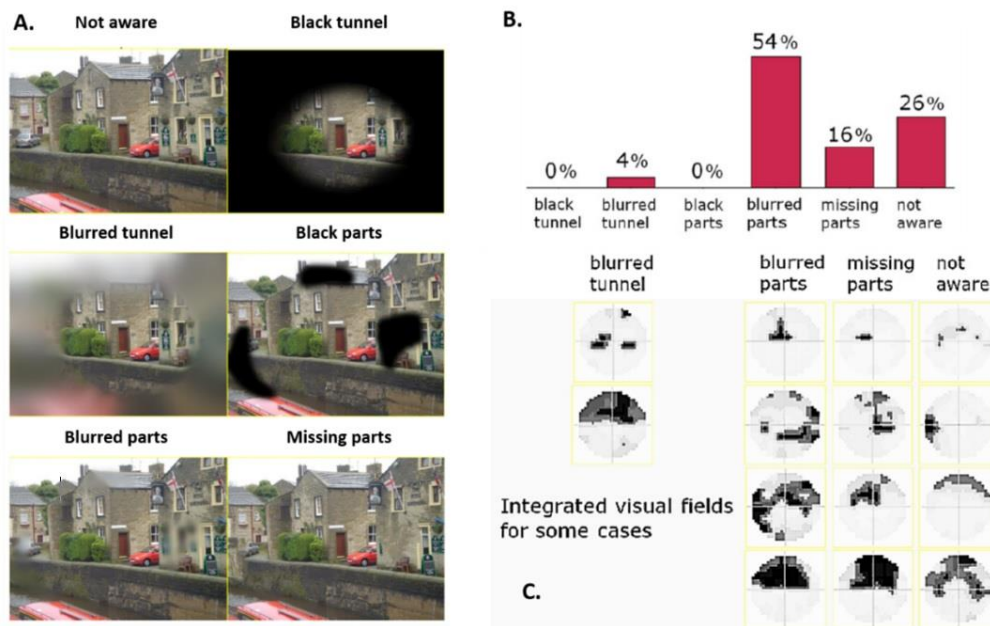 A.
Not aware
Black tunnel
Blurred tunnel
Black parts
Blurred parts
Missing parts
B.
0%
4%
0%
54%
16%
26%
black
tunnel
blurred
tunnel
black
parts
blurred
parts
missing
parts
not
aware
blurred
tunnel
blurred
parts
missing
parts
not
aware
Integrated visual fields
for some cases
C.